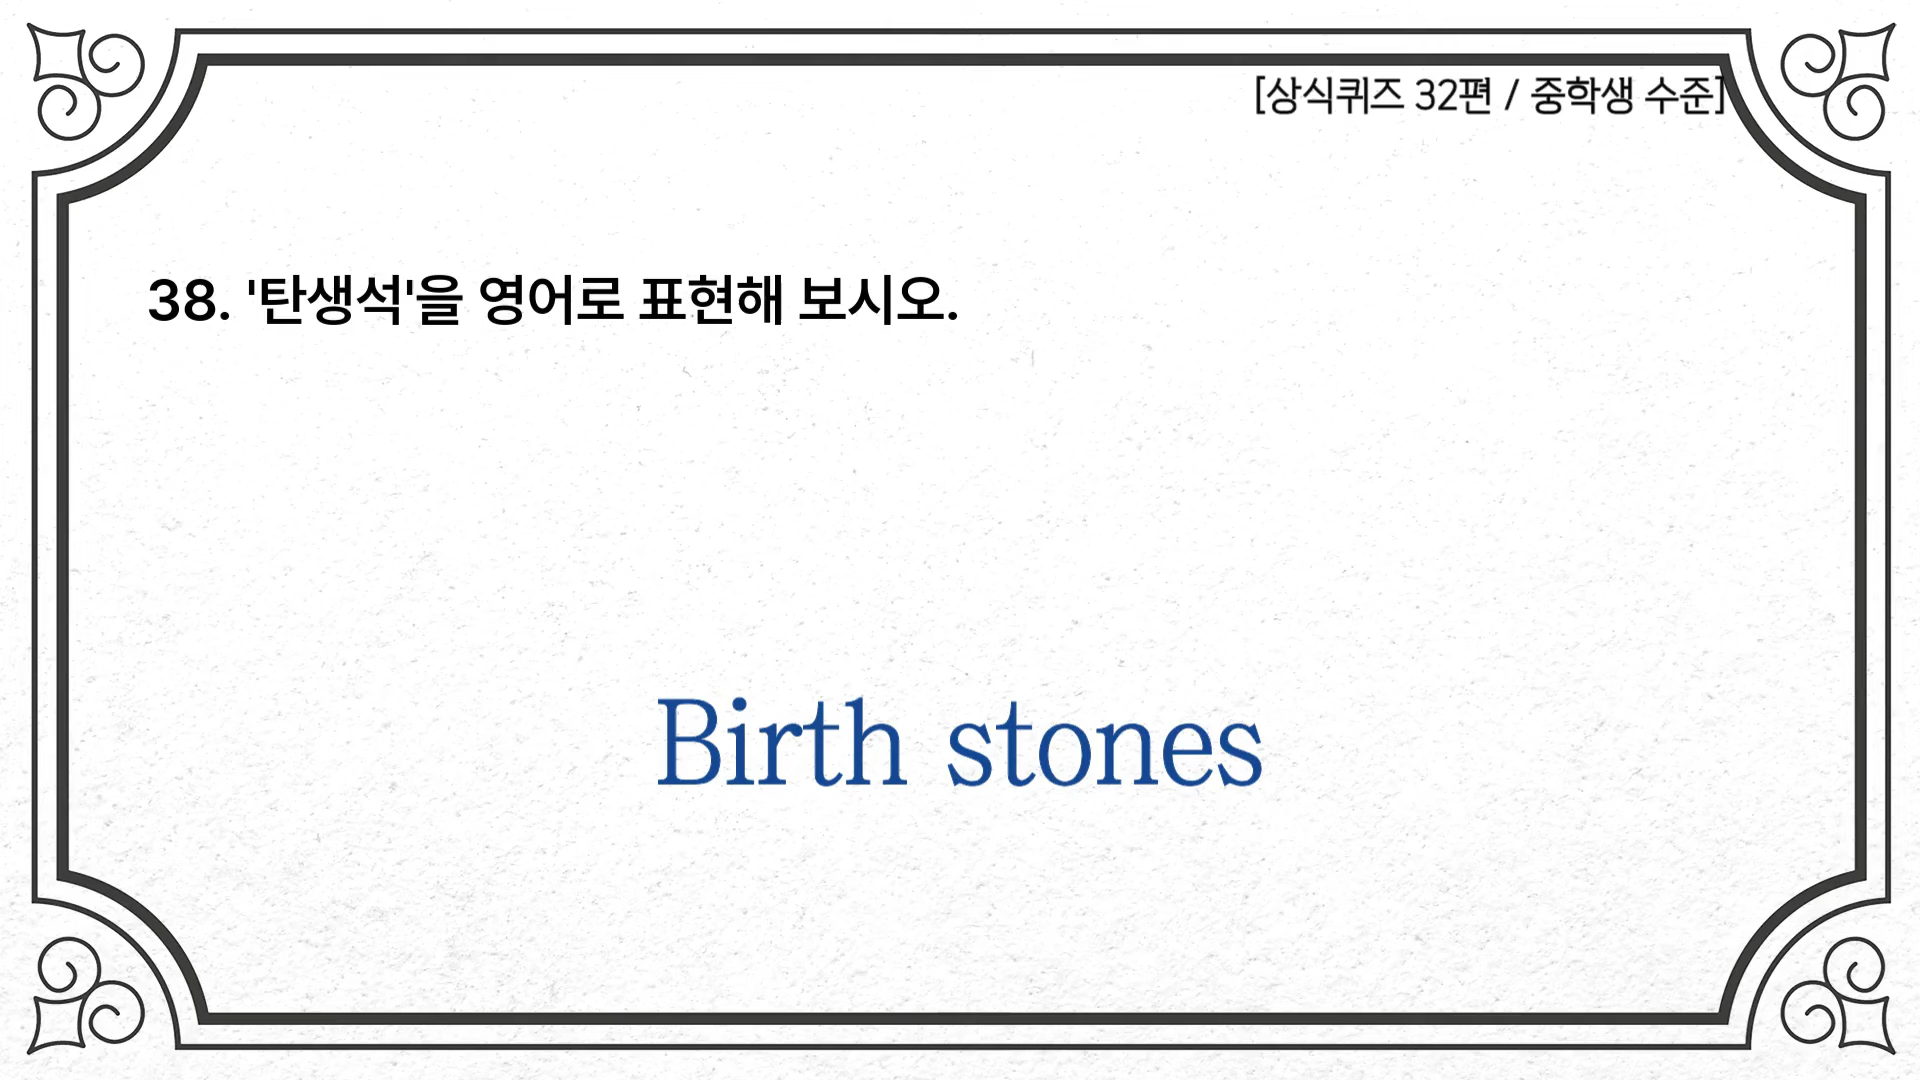 [상식퀴즈 32편 / 중학생 수준]
38. '탄생석'을 영어로 표현해 보시오.
Birth stones